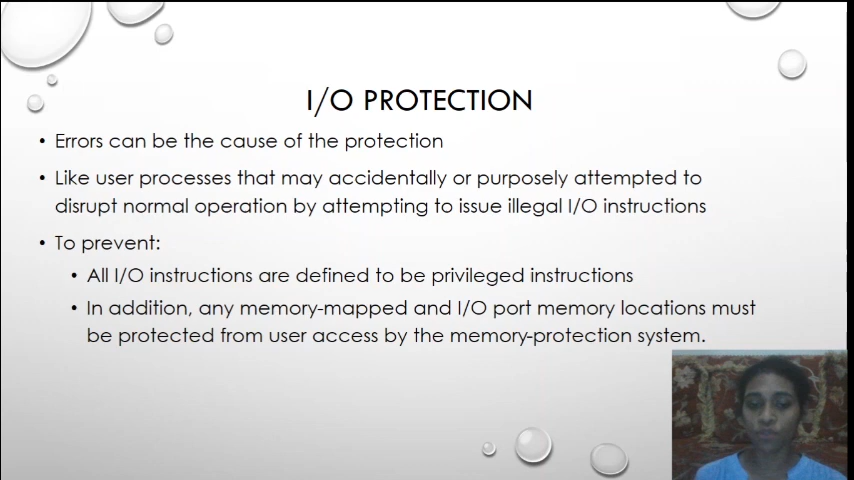 I/O PROTECTION
• Errors can be the cause of the protection
• Like user processes that may accidentally or purposely attempted to
disrupt normal operation by attempting to issue illegal I/O instructions
• To prevent:
• All I/O instructions are defined to be privileged instructions
• In addition, any memory-mapped and I/O port memory locations must
be protected from user access by the memory-protection system.